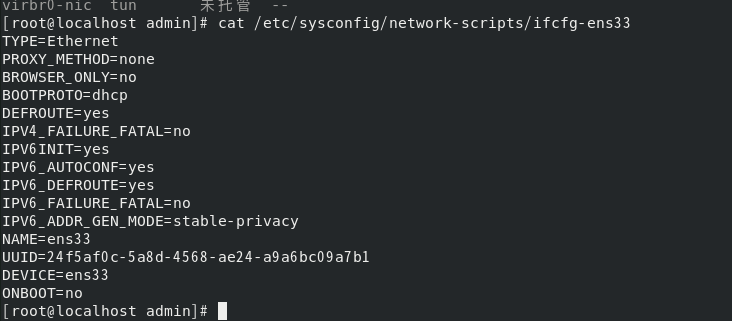 virbr0-nic  tun      未托管  --
[root@localhost admin]# cat /etc/sysconfig/network-scripts/ifcfg-ens33
TYPE=Ethernet
PROXY_METHOD=none
BROWSER_ONLY=no
BOOTPROTO=dhcp
DEFROUTE=yes
IPV4_FAILURE_FATAL=no
IPV6INIT=yes
IPV6_AUTOCONF=yes
IPV6_DEFROUTE=yes
IPV6_FAILURE_FATAL=no
IPV6_ADDR_GEN_MODE=stable-privacy
NAME=ens33
UUID=24f5af0c-5a8d-4568-ae24-a9a6bc09a7b1
DEVICE=ens33
ONBOOT=no
[root@localhost admin]#